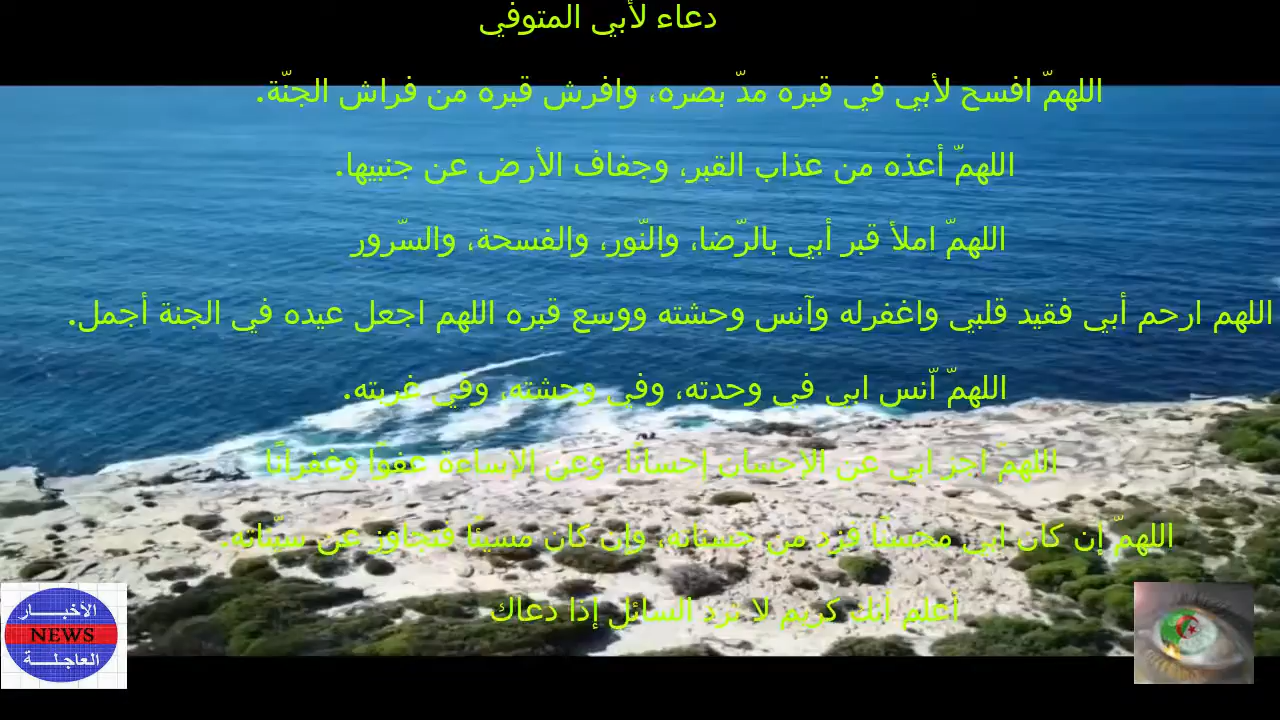 دعاء لأبي المتوفي
اللهمّ افسح لأبي في قبره مدّ بصره، وافرش قبره من فراش الجنّة.
اللهمّ أعذه من عذاب القبر، وجفاف الأرض عن جنبيها.
اللهمّ املأ قبر أبي بالرّضا، والنّور، والفسحة، والسّرور
اللهم ارحم أبي فقيد قلبي واغفرله وآنس وحشته ووسع قبره اللهم اجعل عيده في الجنة أجمل.
اللهمّ اّنس ابي في وحدته، وفي وحشته، وفي غربته.
اللهمّ اجز ابي عن الإحسان إحسانًا، وعن الإساءة عفوًا وغفرانًا
اللهمّ إن كان ابي محسنًا فزد من حسناته، وإن كان مسيئًا فتجاوز عن سيّئاته.
أعلم أنك كريم لا ترد السائل إذا دعاك
الأخبار
NEWS
العاجلة